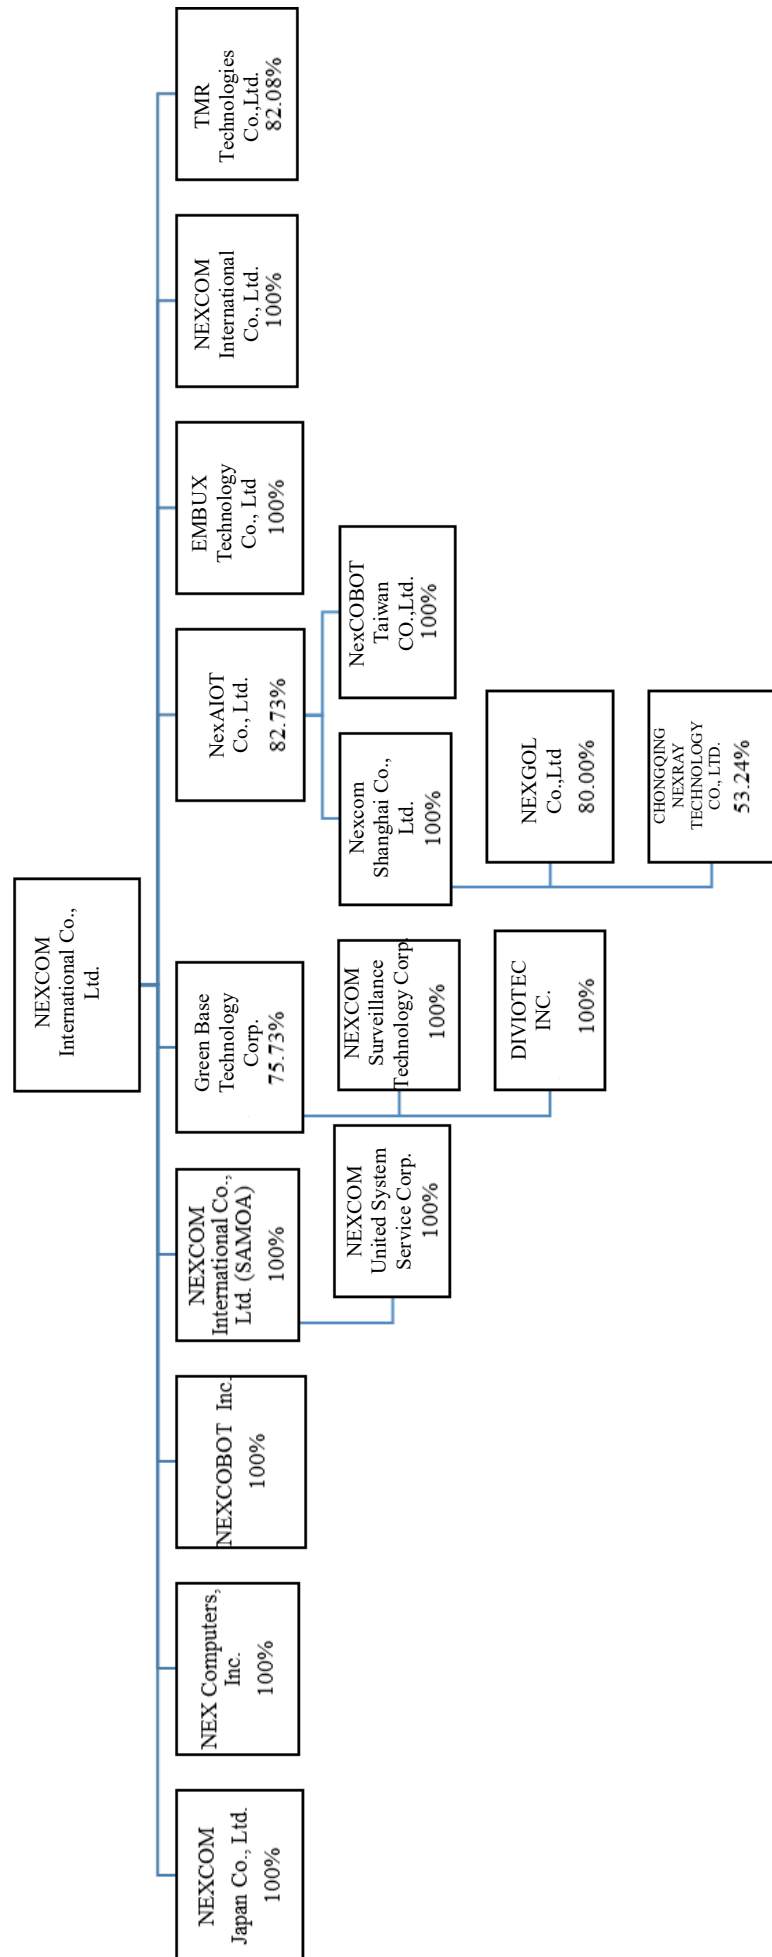 NEXCOM
International Co.,
Ltd.
NEXCOM
Japan Co., Ltd.
100%
NEX Computers,
Inc.
100%
NEXCOBOT Inc.
100%
NEXCOM
International Co.,
Ltd. (SAMOA)
100%
Green Base
Technology
Corp.
75.73%
NexAIOT
Co., Ltd.
82.73%
EMBUX
Technology
Co., Ltd
100%
NEXCOM
International
Co., Ltd.
100%
TMR
Technologies
Co.,Ltd.
82.08%
NEXCOM
United System
Service Corp.
100%
NEXCOM
Surveillance
Technology Corp.
100%
DIVIOTEC
INC.
100%
Nexcom
Shanghai Co.,
Ltd.
100%
NexCOBOT
Taiwan
CO.,Ltd.
100%
NEXGOL
Co.,Ltd
80.00%
CHONGQING
NEXRAY
TECHNOLOGY
CO., LTD.
53.24%